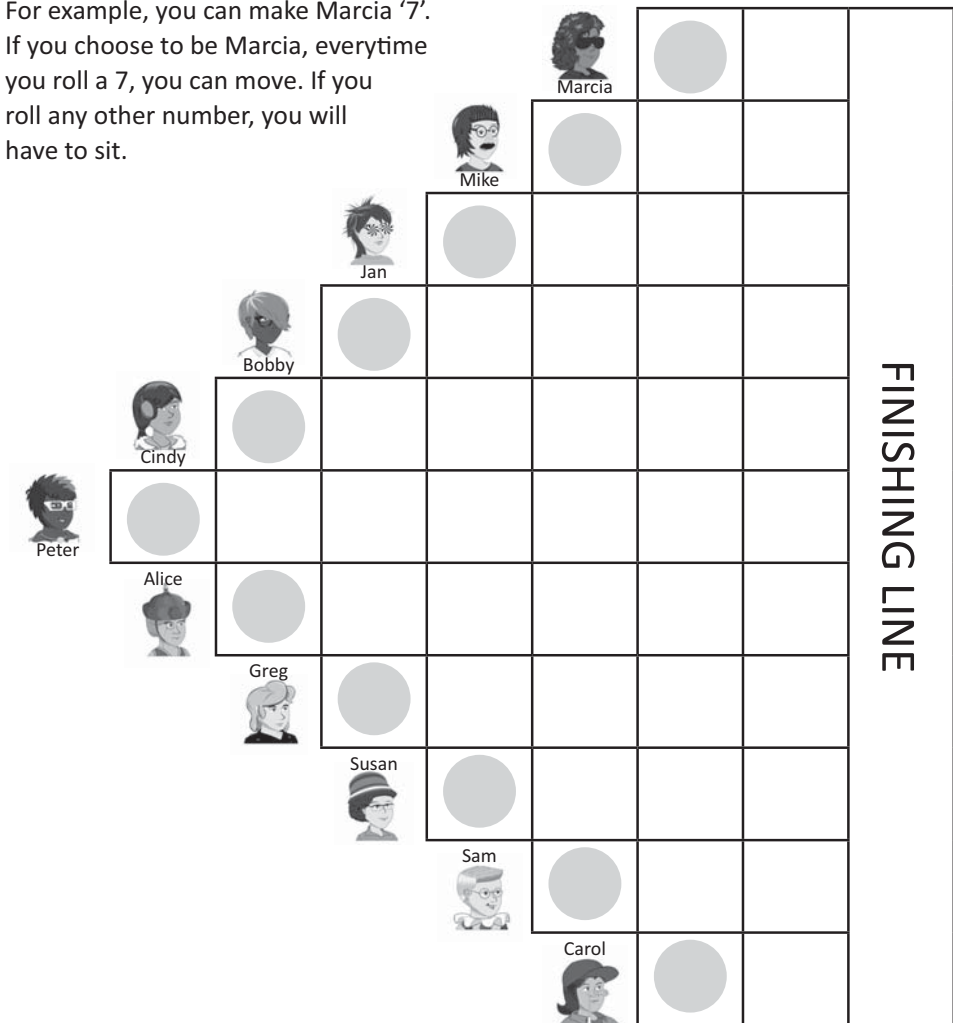 For example, you can make Marcia ‘7’.
If you choose to be Marcia, everytime
you roll a 7, you can move. If you
roll any other number, you will
have to sit.
Marcia
Mike
Jan
Bobby
Cindy
Peter
Alice
Greg
Susan
Sam
Carol
FINISHING LINE